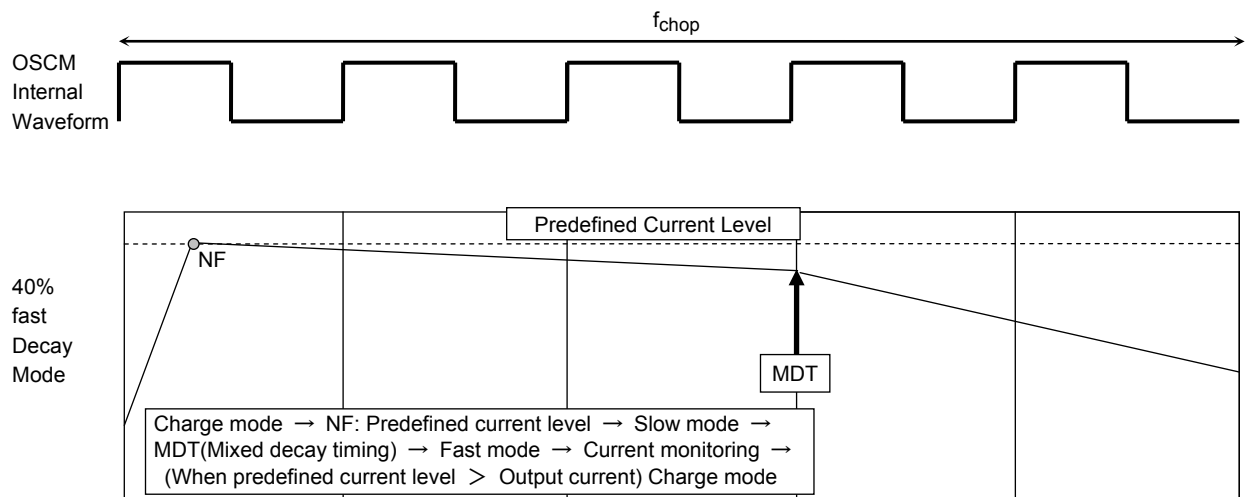 fchop
OSCM
Internal
Waveform
Predefined Current Level
NF
40%
fast
Decay
Mode
MDT
Charge mode → NF: Predefined current level → Slow mode →
MDT(Mixed decay timing) → Fast mode → Current monitoring →
(When predefined current level ＞ Output current) Charge mode